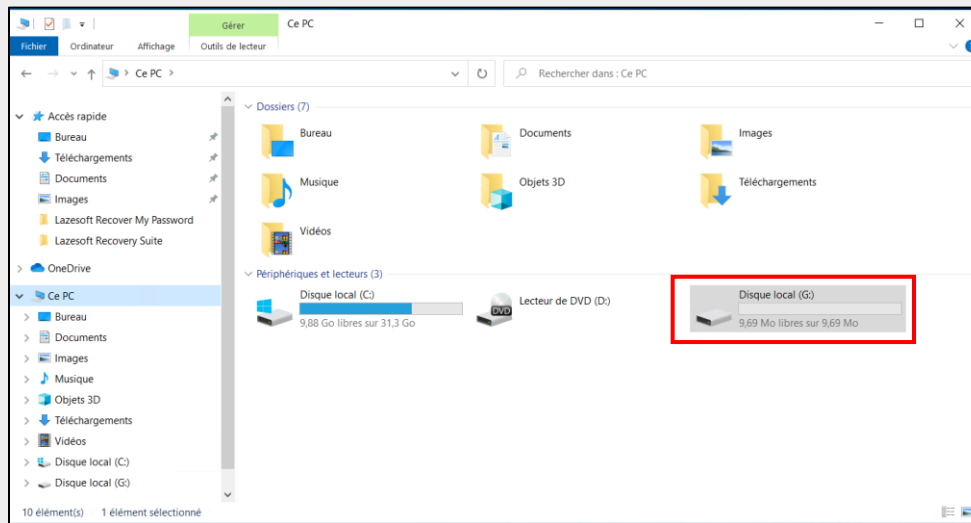 Gérer
Ce PC
Fichier
Ordinateur
Affichage
Outils de lecteur
Ce PC
Rechercher dans : Ce PC
Accès rapide
Bureau
Téléchargements
Documents
Images
Lazesoft Recover My Password
Lazesoft Recovery Suite
OneDrive
Ce PC
Bureau
Documents
Images
Musique
Objets 3D
Téléchargements
Vidéos
Disque local (C:)
Disque local (G:)
Dossiers (7)
Bureau
Documents
Images
Musique
Objets 3D
Téléchargements
Vidéos
Périphériques et lecteurs (3)
Disque local (C:)
9,88 Go libres sur 31,3 Go
DVD
Lecteur de DVD (D:)
Disque local (G:)
9,69 Mo libres sur 9,69 Mo
10 élément(s) 1 élément sélectionné